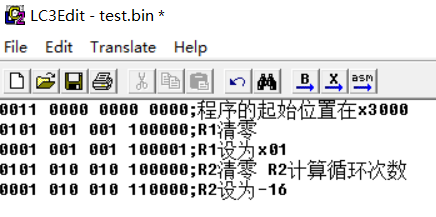 LC3Edit - test.bin *
File Edit Translate Help
B X asm
0011 0000 0000 0000;程序的起始位置在x3000
0101 001 001 100000;R1清零
0001 001 001 100001;R1设为x01
0101 010 010 100000;R2清零 R2计算循环次数
0001 010 010 110000;R2设为-16